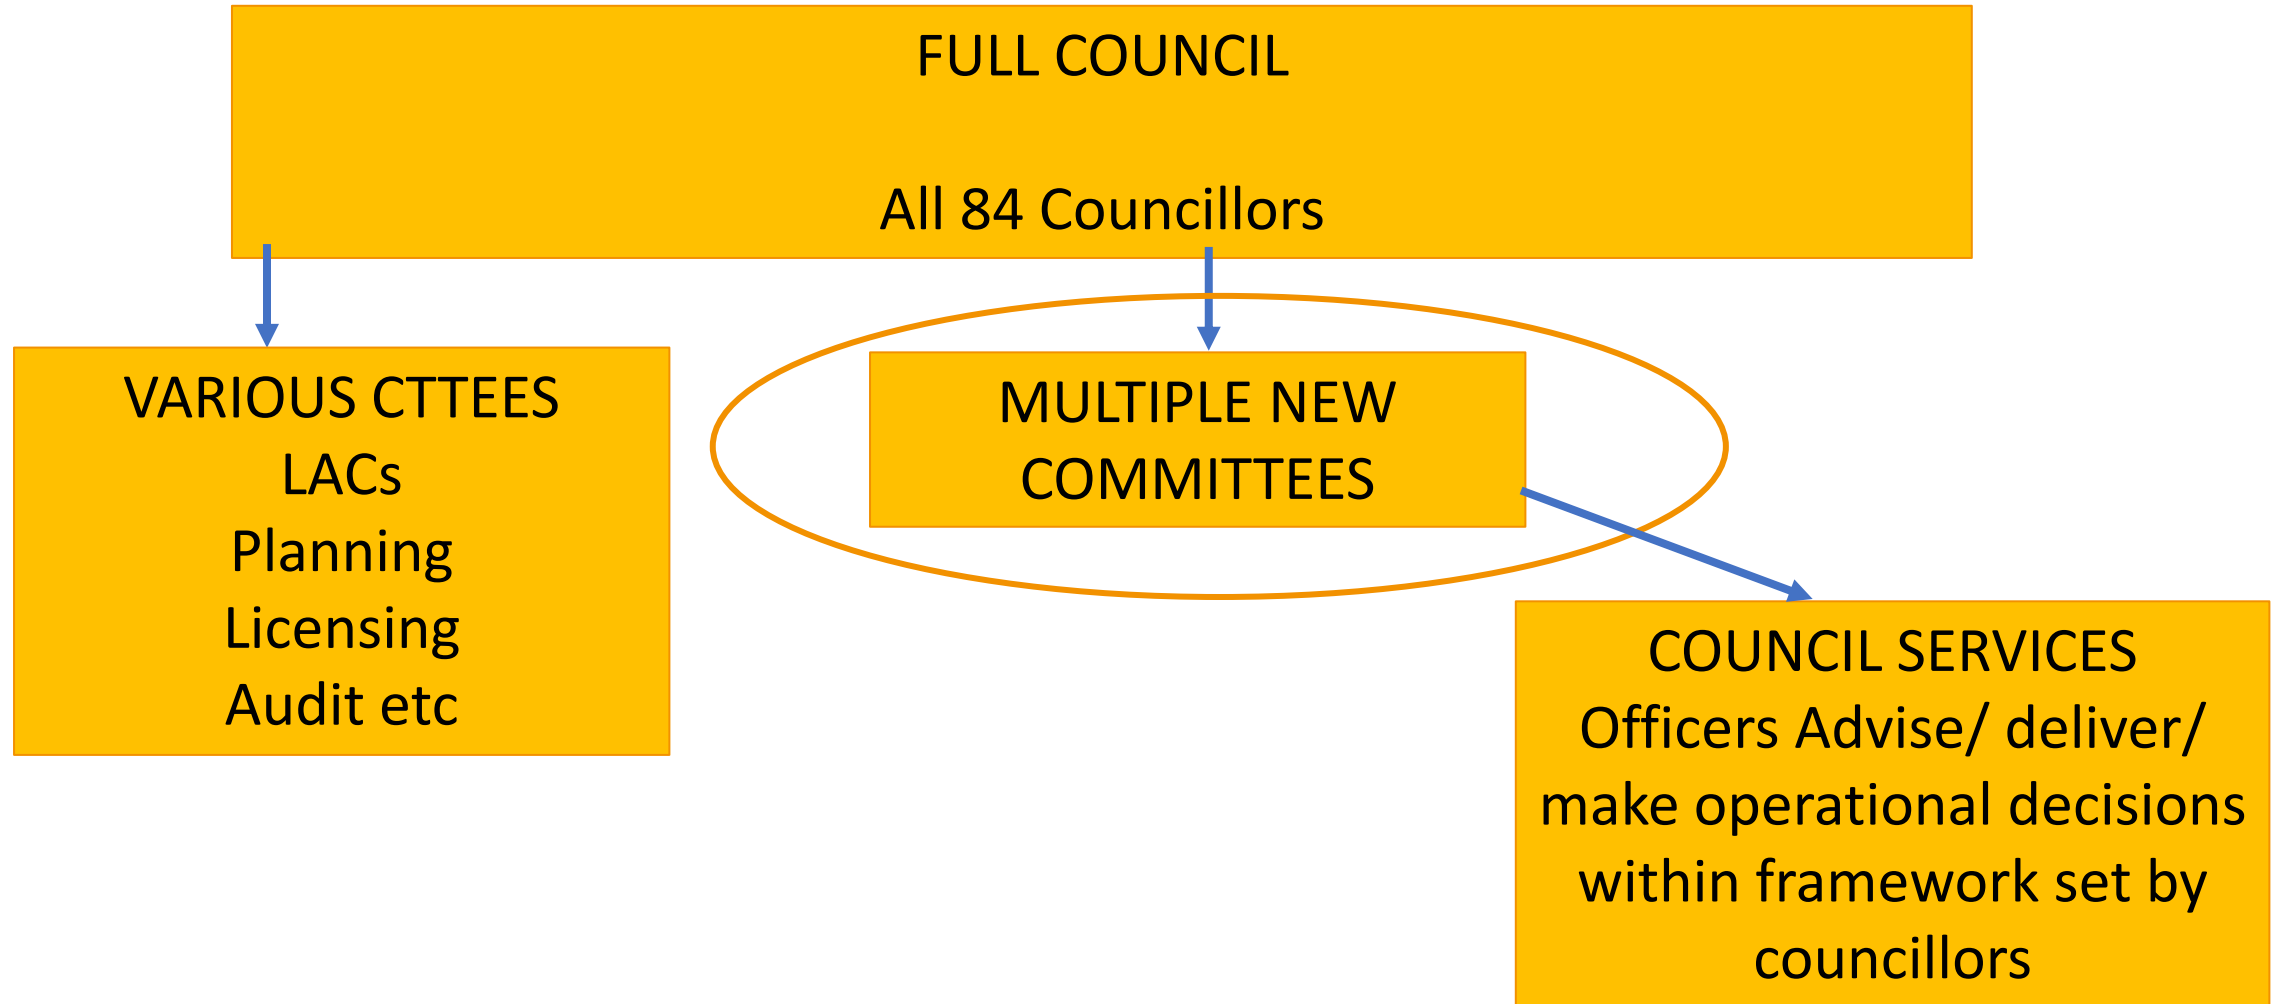 FULL COUNCIL
All 84 Councillors
VARIOUS CTTEES
LACs
Planning
Licensing
Audit etc
MULTIPLE NEW
COMMITTEES
COUNCIL SERVICES
Officers Advise/ deliver/
make operational decisions
within framework set by
councillors